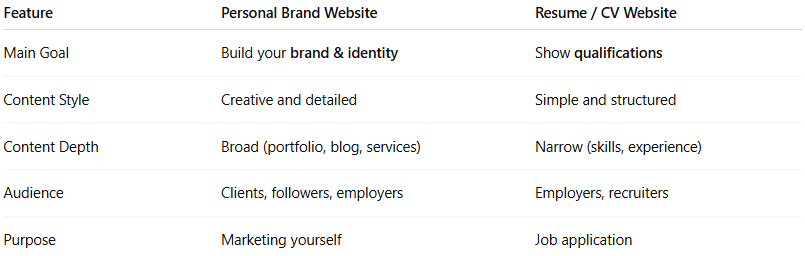 Feature Personal Brand Website Resume / CV Website
Main Goal Build your brand & identity Show qualifications
Content Style Creative and detailed Simple and structured
Content Depth Broad (portfolio, blog, services) Narrow (skills, experience)
Audience Clients, followers, employers Employers, recruiters
Purpose Marketing yourself Job application